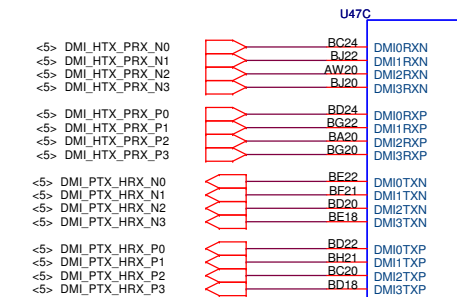 U47C
<5> DMI_HTX_PRX_N0 BC24 DMI0RXN
<5> DMI_HTX_PRX_N1 BJ22 DMI1RXN
<5> DMI_HTX_PRX_N2 AW20 DMI2RXN
<5> DMI_HTX_PRX_N3 BJ20 DMI3RXN
<5> DMI_HTX_PRX_P0 BD24 DMI0RXP
<5> DMI_HTX_PRX_P1 BG22 DMI1RXP
<5> DMI_HTX_PRX_P2 BA20 DMI2RXP
<5> DMI_HTX_PRX_P3 BG20 DMI3RXP
<5> DMI_PTX_HRX_N0 BE22 DMI0TXN
<5> DMI_PTX_HRX_N1 BF21 DMI1TXN
<5> DMI_PTX_HRX_N2 BD20 DMI2TXN
<5> DMI_PTX_HRX_N3 BE18 DMI3TXN
<5> DMI_PTX_HRX_P0 BD22 DMI0TXP
<5> DMI_PTX_HRX_P1 BH21 DMI1TXP
<5> DMI_PTX_HRX_P2 BC20 DMI2TXP
<5> DMI_PTX_HRX_P3 BD18 DMI3TXP